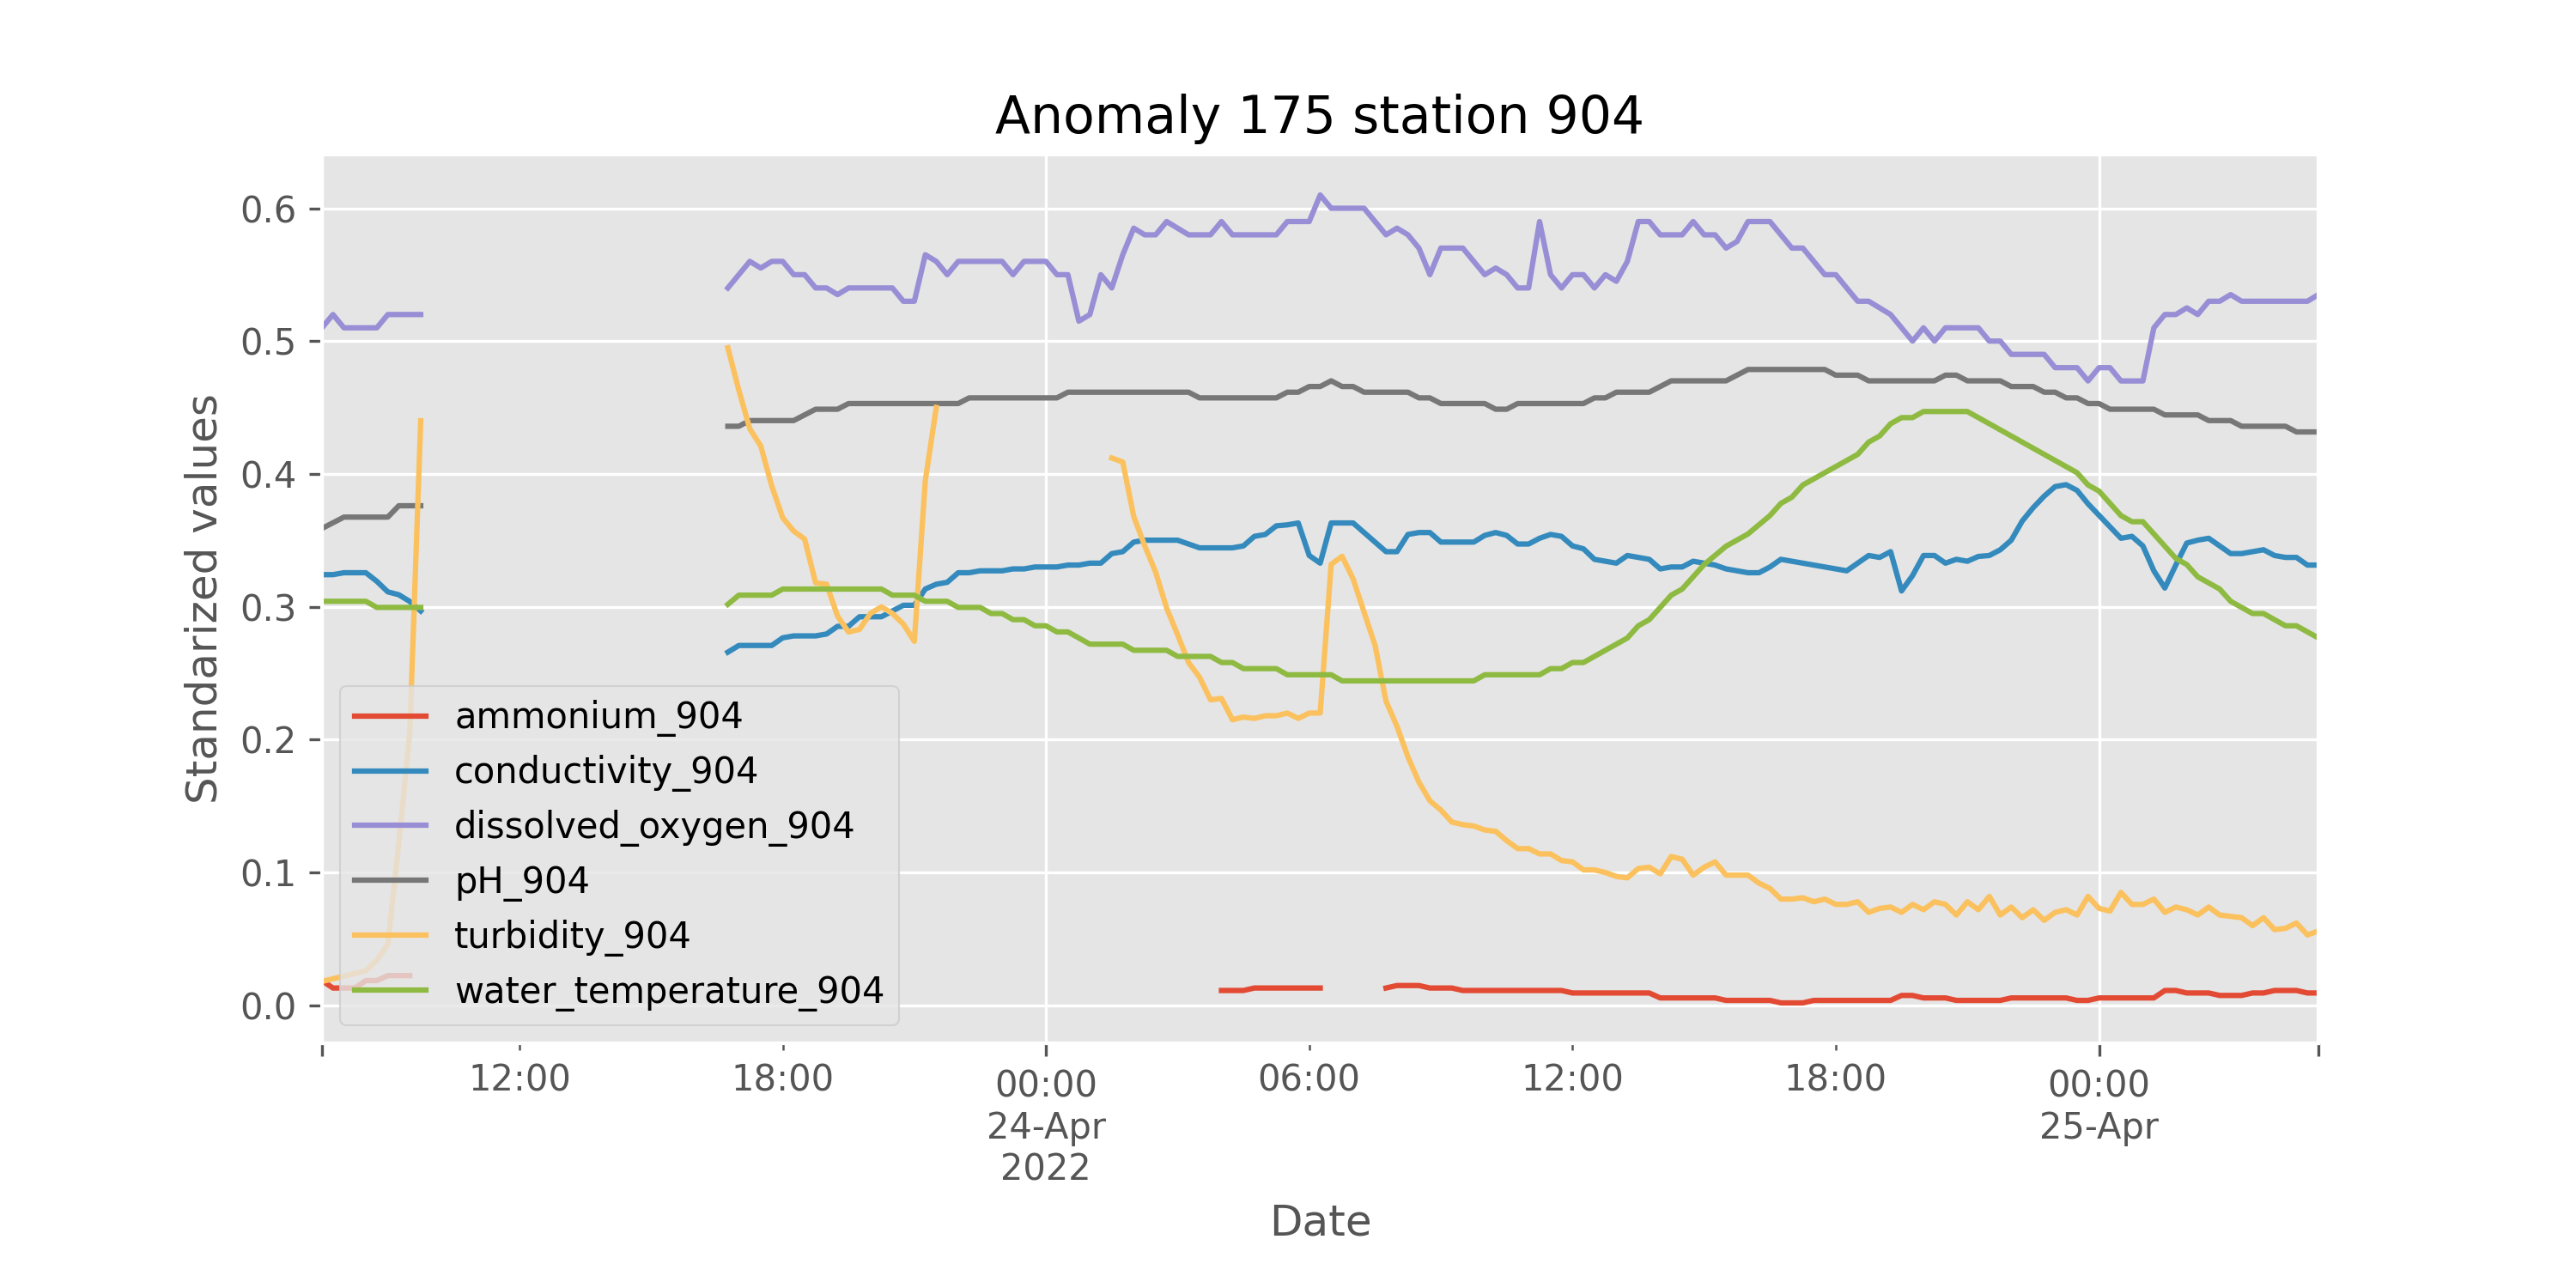 Anomaly 175 station 904
Standardized values
0.6
0.5
0.4
0.3
0.2
0.1
0.0
ammonium_904
conductivity_904
dissolved_oxygen_904
pH_904
turbidity_904
water_temperature_904
12:00
18:00
00:00
24-Apr
2022
06:00
12:00
18:00
00:00
25-Apr
Date